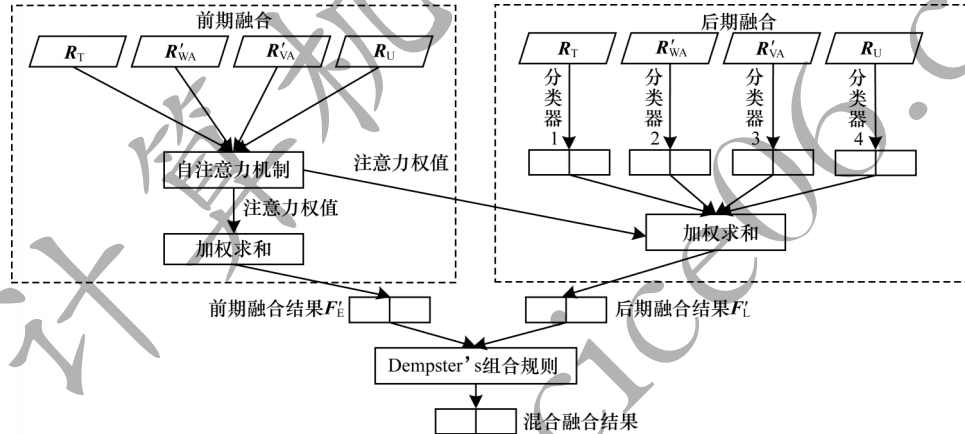 前期融合
R_T R′_WA R′_VA R_U
自注意力机制
注意力权值
加权求和
注意力权值
后期融合
R_T R′_WA R′_VA R_U
分类器1
分类器2
分类器3
分类器4
加权求和
前期融合结果F′_E
后期融合结果F′_L
Dempster’s组合规则
混合融合结果
计算机
cice06.c